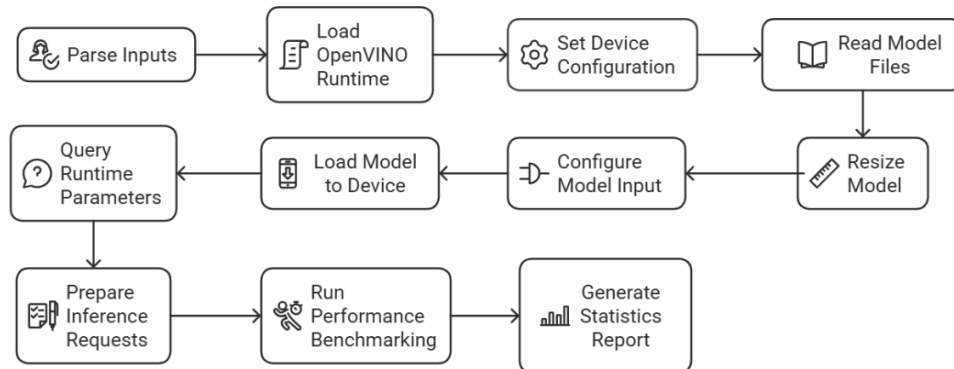 Parse Inputs
Load
OpenVINO
Runtime
Set Device
Configuration
Read Model
Files
Query
Runtime
Parameters
Load Model
to Device
Configure
Model Input
Resize
Model
Prepare
Inference
Requests
Run
Performance
Benchmarking
Generate
Statistics
Report